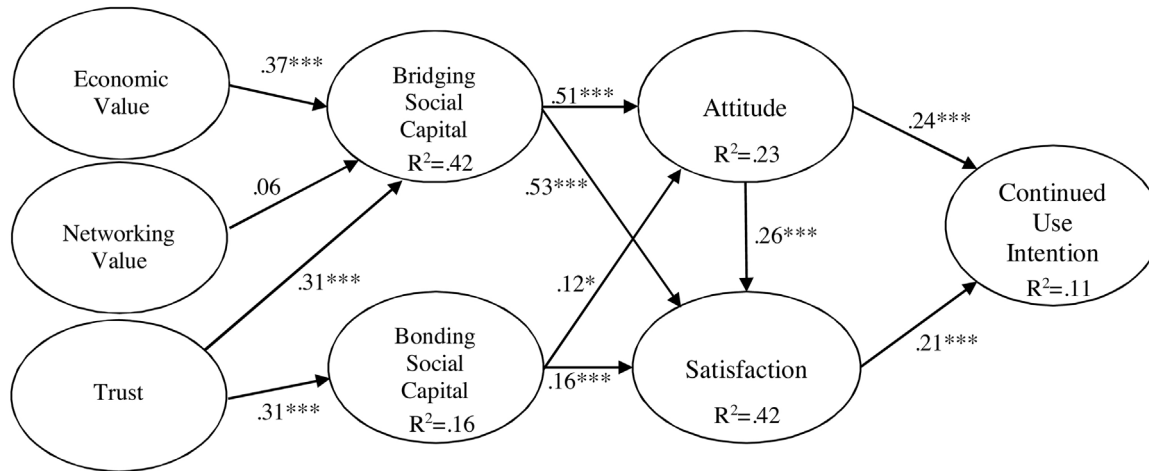 Economic
Value
.37***
Bridging
Social
Capital
R²=.42
.51***
Attitude
R²=.23
.24***
Networking
Value
.06
.53***
.26***
Continued
Use
Intention
R²=.11
.31***
.12*
Trust
.31***
Bonding
Social
Capital
R²=.16
.16***
Satisfaction
R²=.42
.21***